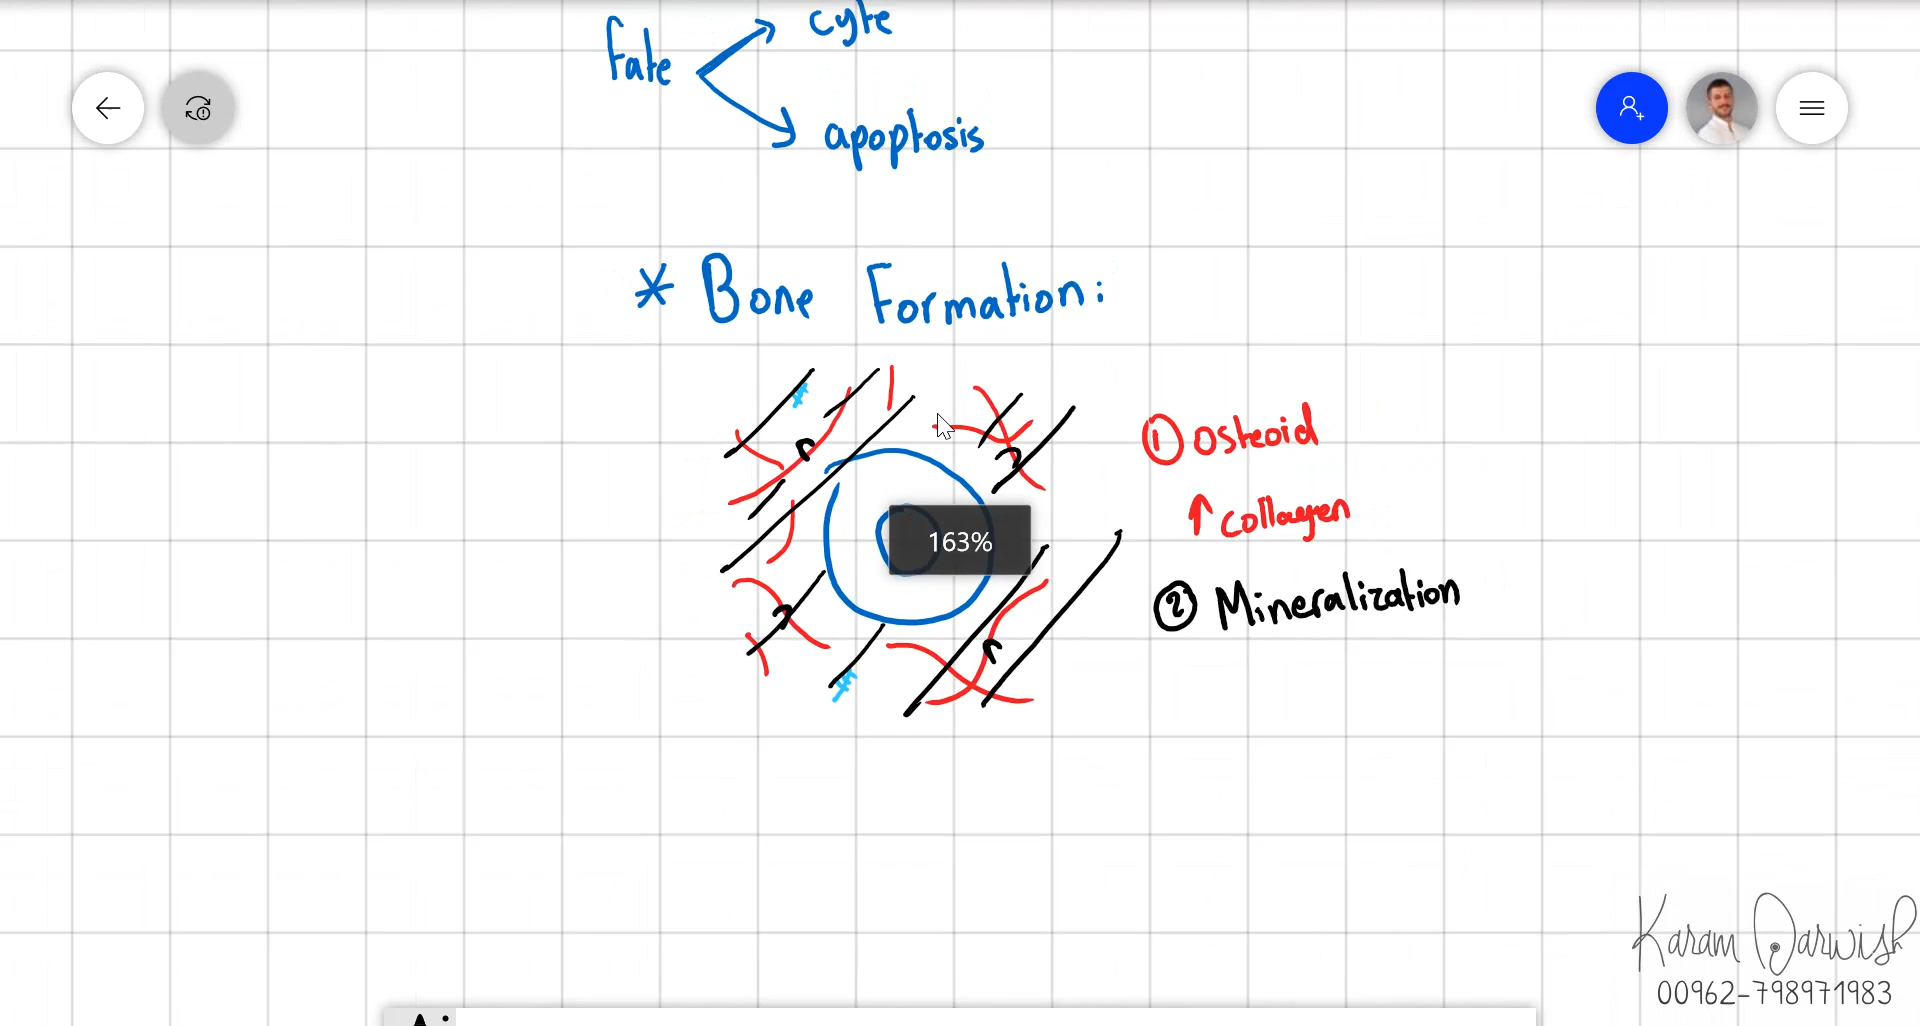 Fate
cyte
apoptosis
* Bone Formation:
① osteoid
↑ collagen
163%
② Mineralization
Karam Darwish
00962-798971983